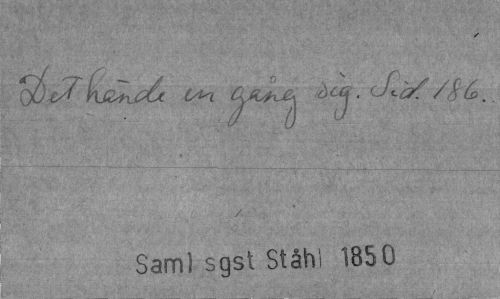 Det hände en gång sig. Sid. 186.
Saml sgst Ståhl 1850